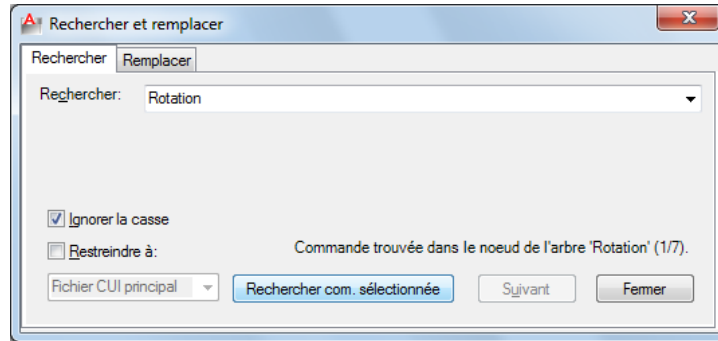 Rechercher et remplacer
Rechercher Remplacer
Rechercher: Rotation
Ignorer la casse
Restreindre à: Commande trouvée dans le noeud de l'arbre 'Rotation' (1/7).
Fichier CUI principal Rechercher com. sélectionnée Suivant Fermer